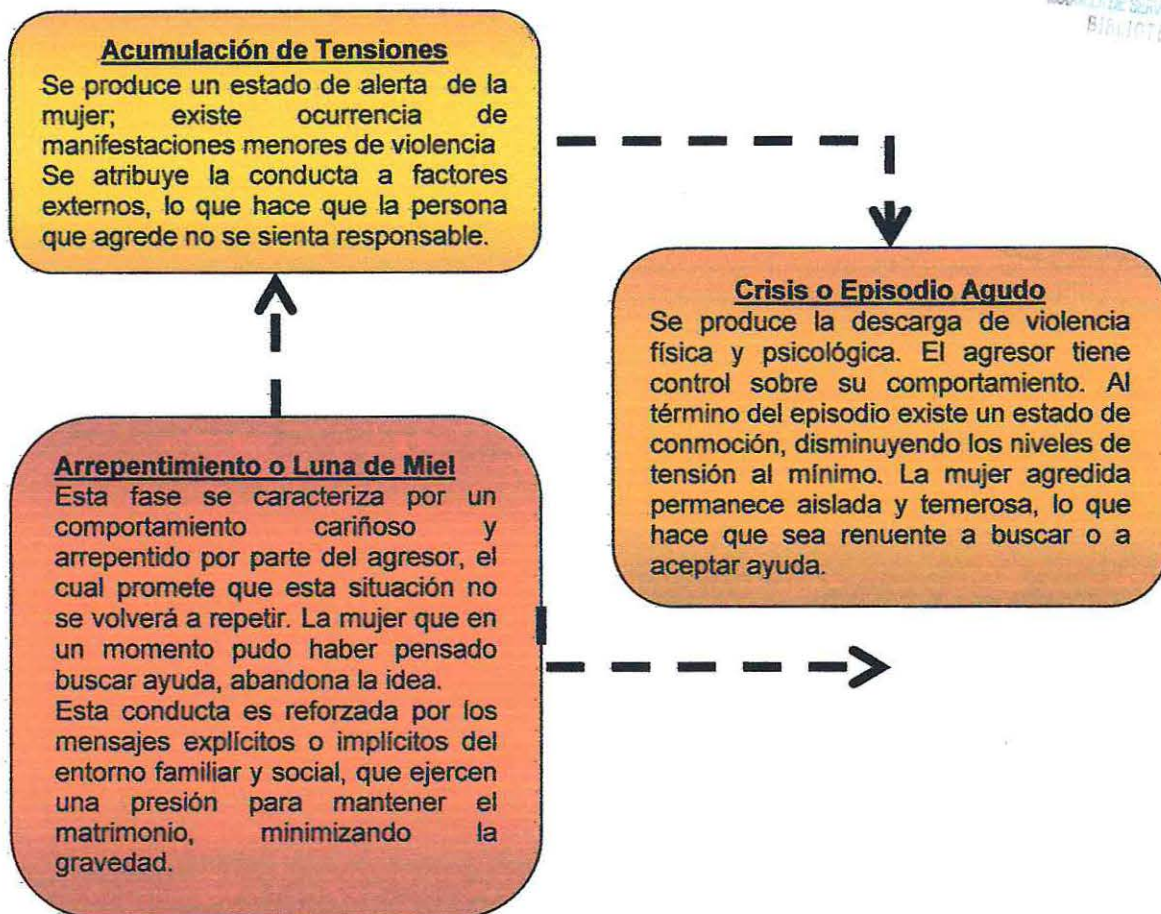 Acumulación de Tensiones
Se produce un estado de alerta de la
mujer; existe ocurrencia de
manifestaciones menores de violencia
Se atribuye la conducta a factores
externos, lo que hace que la persona
que agrede no se sienta responsable.
Crisis o Episodio Agudo
Se produce la descarga de violencia
física y psicológica. El agresor tiene
control sobre su comportamiento. Al
término del episodio existe un estado de
conmoción, disminuyendo los niveles de
tensión al mínimo. La mujer agredida
permanece aislada y temerosa, lo que
hace que sea renuente a buscar o a
aceptar ayuda.
Arrepentimiento o Luna de Miel
Esta fase se caracteriza por un
comportamiento cariñoso y
arrepentido por parte del agresor, el
cual promete que esta situación no
se volverá a repetir. La mujer que en
un momento pudo haber pensado
buscar ayuda, abandona la idea.
Esta conducta es reforzada por los
mensajes explícitos o implícitos del
entorno familiar y social, que ejercen
una presión para mantener el
matrimonio, minimizando la
gravedad.